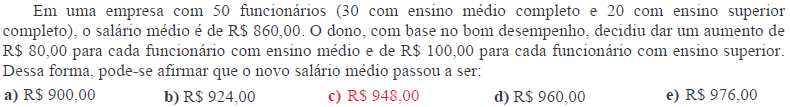 Em uma empresa com 50 funcionários (30 com ensino médio completo e 20 com ensino superior
completo), o salário médio é de R$ 860,00. O dono, com base no bom desempenho, decidiu dar um aumento de
R$ 80,00 para cada funcionário com ensino médio e de R$ 100,00 para cada funcionário com ensino superior.
Dessa forma, pode-se afirmar que o novo salário médio passou a ser:
a) R$ 900,00 b) R$ 924,00 c) R$ 948,00 d) R$ 960,00 e) R$ 976,00